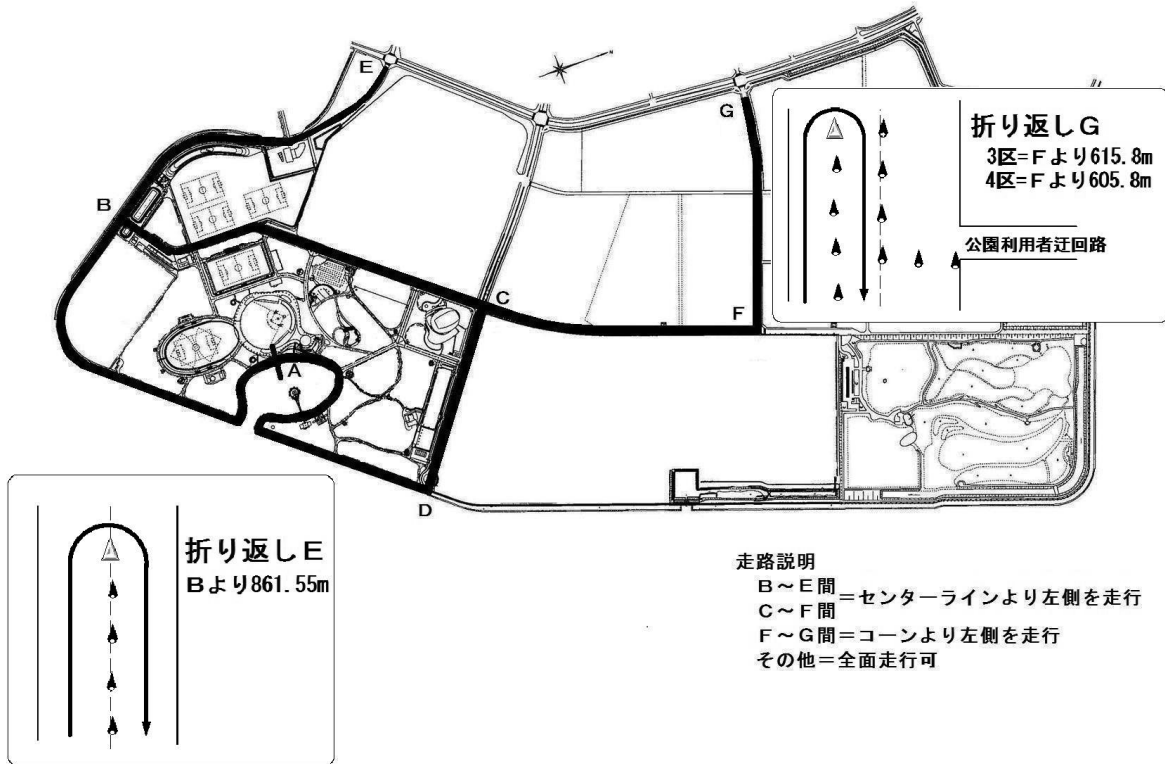 E
G
折り返しG
3区=Fより615.8m
4区=Fより605.8m
公園利用者迂回路
B
C
F
A
D
折り返しE
Bより861.55m
走路説明
B～E間
C～F間
=センターラインより左側を走行
F～G間=コーンより左側を走行
その他=全面走行可